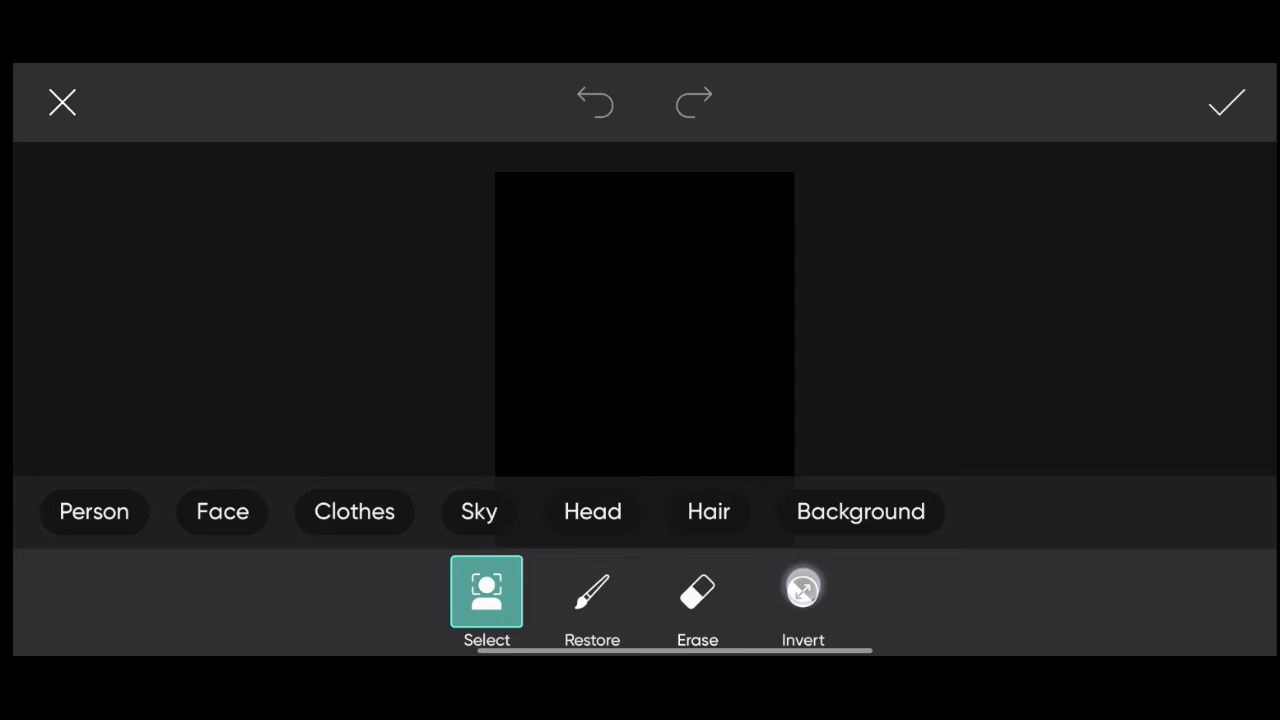 Person Face Clothes Sky Head Hair Background
Select Restore Erase Invert